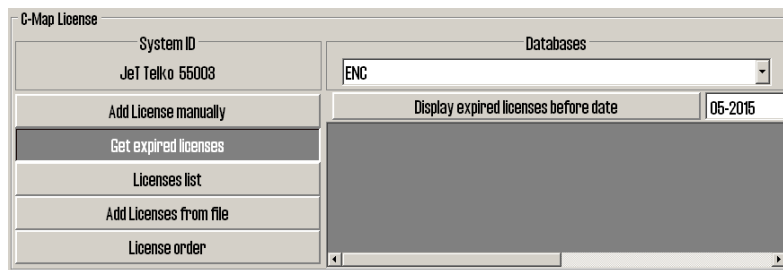 C-Map License
System ID
JeT Telko 55003
Databases
ENC
Add License manually
Display expired licenses before date
05-2015
Get expired licenses
Licenses list
Add Licenses from file
License order